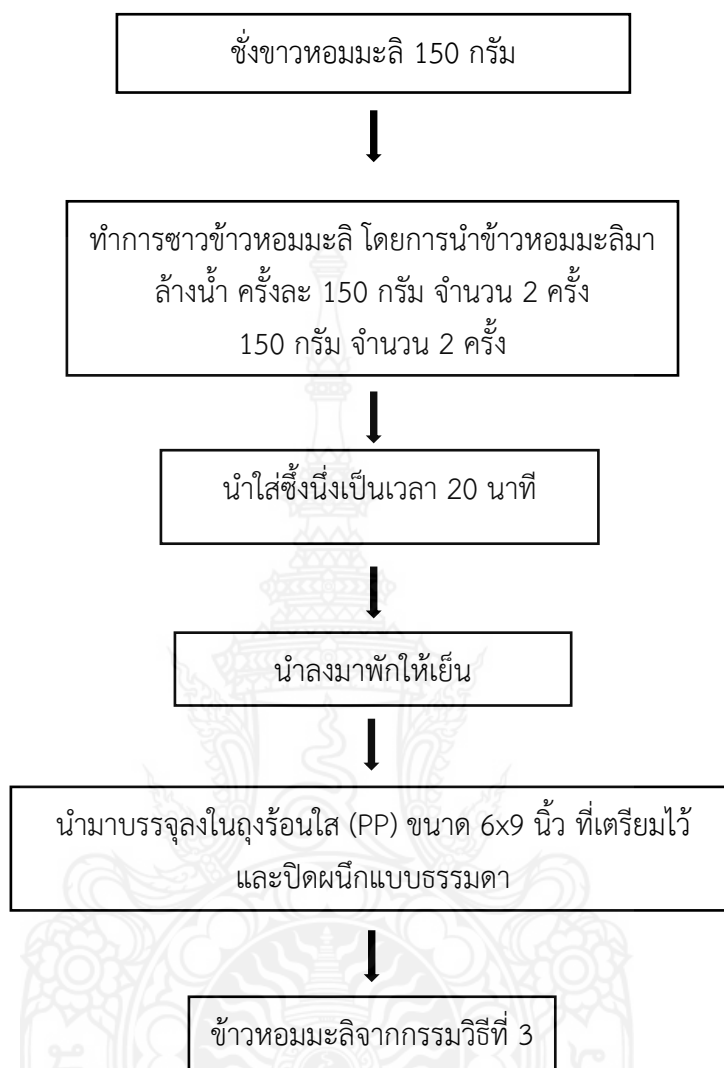 ชั่งขาวหอมมะลิ 150 กรัม
ทำการซาวข้าวหอมมะลิ โดยการนำข้าวหอมมะลิมา
ล้างน้ำ ครั้งละ 150 กรัม จำนวน 2 ครั้ง
150 กรัม จำนวน 2 ครั้ง
นำใส่ซึ้งนึ่งเป็นเวลา 20 นาที
นำลงมาพักให้เย็น
นำมาบรรจุลงในถุงร้อนใส (PP) ขนาด 6x9 นิ้ว ที่เตรียมไว้
และปิดผนึกแบบธรรมดา
ข้าวหอมมะลิจากกรรมวิธีที่ 3